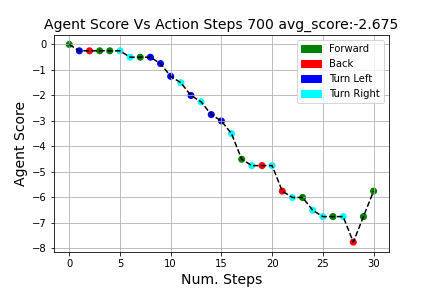 Agent Score Vs Action Steps 700 avg_score:-2.675
Forward
Back
Turn Left
Turn Right
Agent Score
0
−1
−2
−3
−4
−5
−6
−7
−8
0 5 10 15 20 25 30
Num. Steps